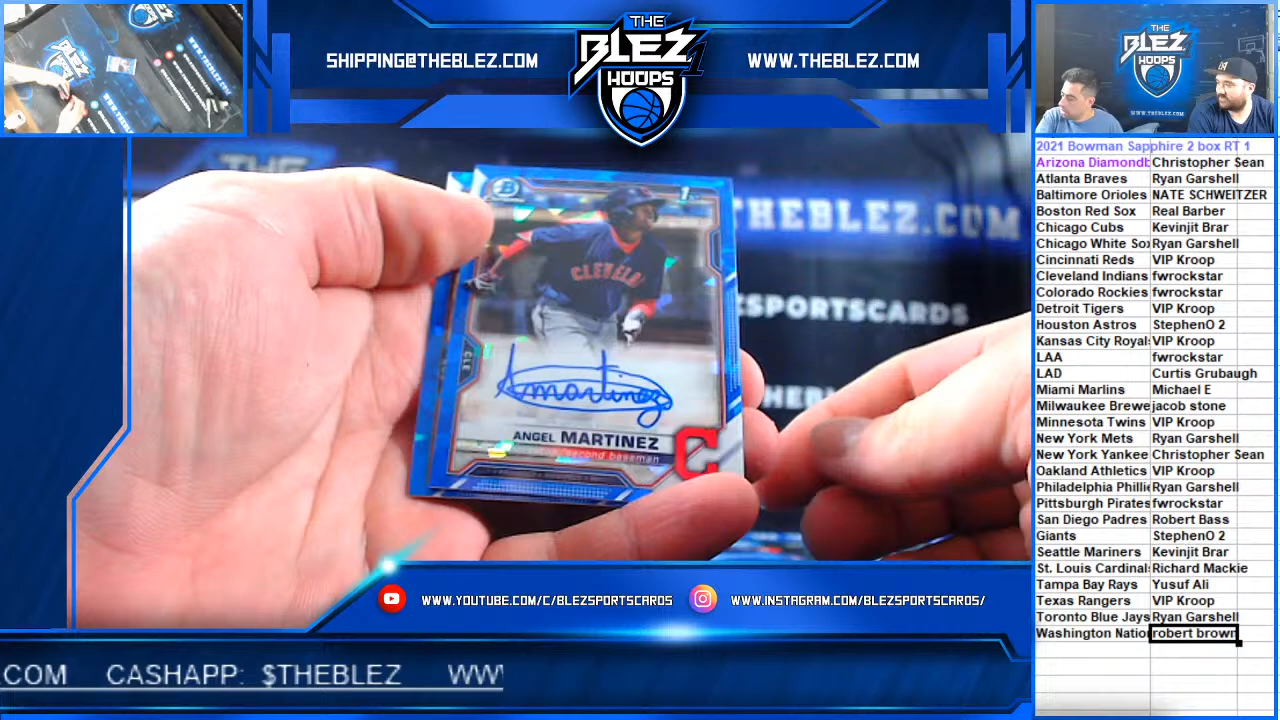 SHIPPING@THEBLEZ.COM
THE
BLEZ
HOOPS
WWW.THEBLEZ.COM
THE
BLEZ
HOOPS
WWW.THEBLEZ.COM
2021 Bowman Sapphire 2 box RT 1
Arizona Diamondb Christopher Sean
Atlanta Braves Ryan Garshell
Baltimore Orioles NATE SCHWEITZER
Boston Red Sox Real Barber
Chicago Cubs Kevinjit Brar
Chicago White Sox Ryan Garshell
Cincinnati Reds VIP Kroop
Cleveland Indians fwrockstar
Colorado Rockies fwrockstar
Detroit Tigers VIP Kroop
Houston Astros StephenO 2
Kansas City Royals VIP Kroop
LAA fwrockstar
LAD Curtis Grubaugh
Miami Marlins Michael E
Milwaukee Brewe jacob stone
Minnesota Twins VIP Kroop
New York Mets Ryan Garshell
New York Yankee Christopher Sean
Oakland Athletics VIP Kroop
Philadelphia Phillie Ryan Garshell
Pittsburgh Pirates fwrockstar
San Diego Padres Robert Bass
Giants StephenO 2
Seattle Mariners Kevinjit Brar
St. Louis Cardinals Richard Mackie
Tampa Bay Rays Yusuf Ali
Texas Rangers VIP Kroop
Toronto Blue Jays Ryan Garshell
Washington Natio robert brown
THEBLEZ.COM
BLEZSPORTSCARDS
CLEVELA
CLE
AMartinez
ANGEL MARTINEZ
/second baseman
C
WWW.YOUTUBE.COM/C/BLEZSPORTSCARDS
WWW.INSTAGRAM.COM/BLEZSPORTSCARDS/
.COM CASHAPP: $THEBLEZ WW